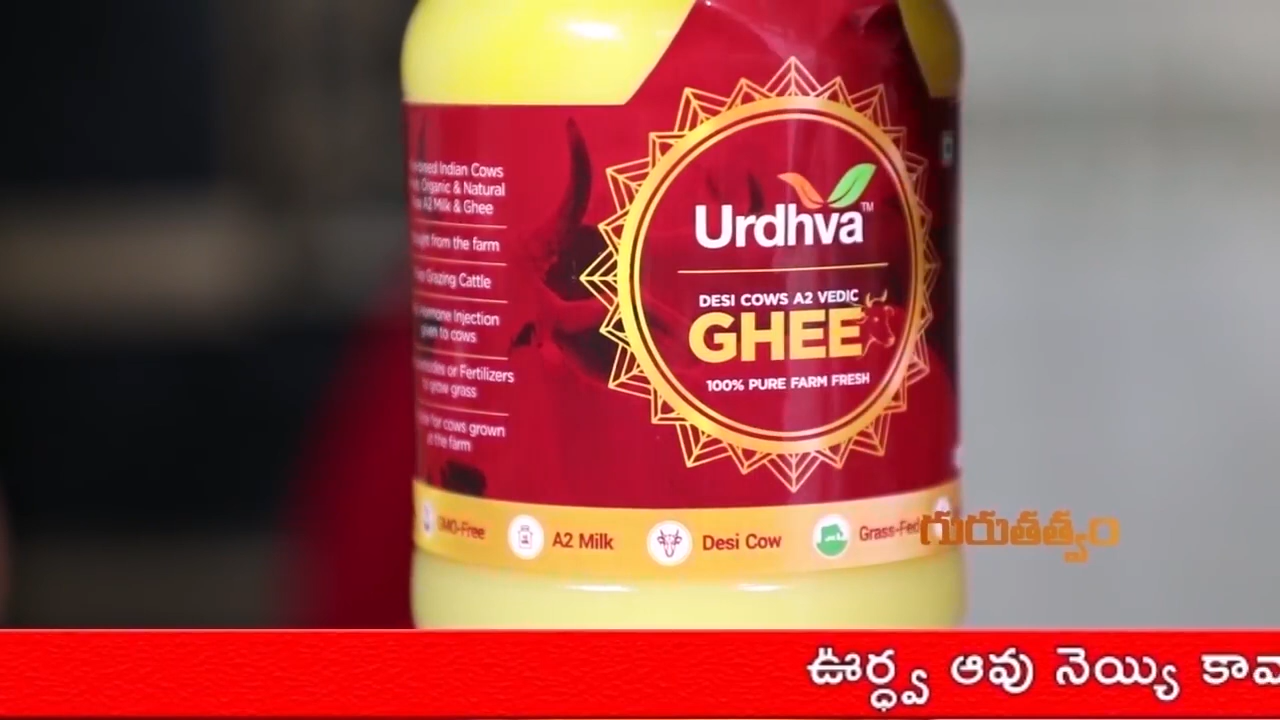 Indian Cows
Organic & Natural
A2 Milk & Ghee
from the farm
Grazing Cattle
Injection
to cows
or Fertilizers
grow grass
for cows grown
the farm
Urdhva™
DESI COWS A2 VEDIC
GHEE
100% PURE FARM FRESH
GMO-Free
A2 Milk
Desi Cow
Grass-Fed
గురుతత్వం
ఊర్ధ్వ ఆవు నెయ్యి